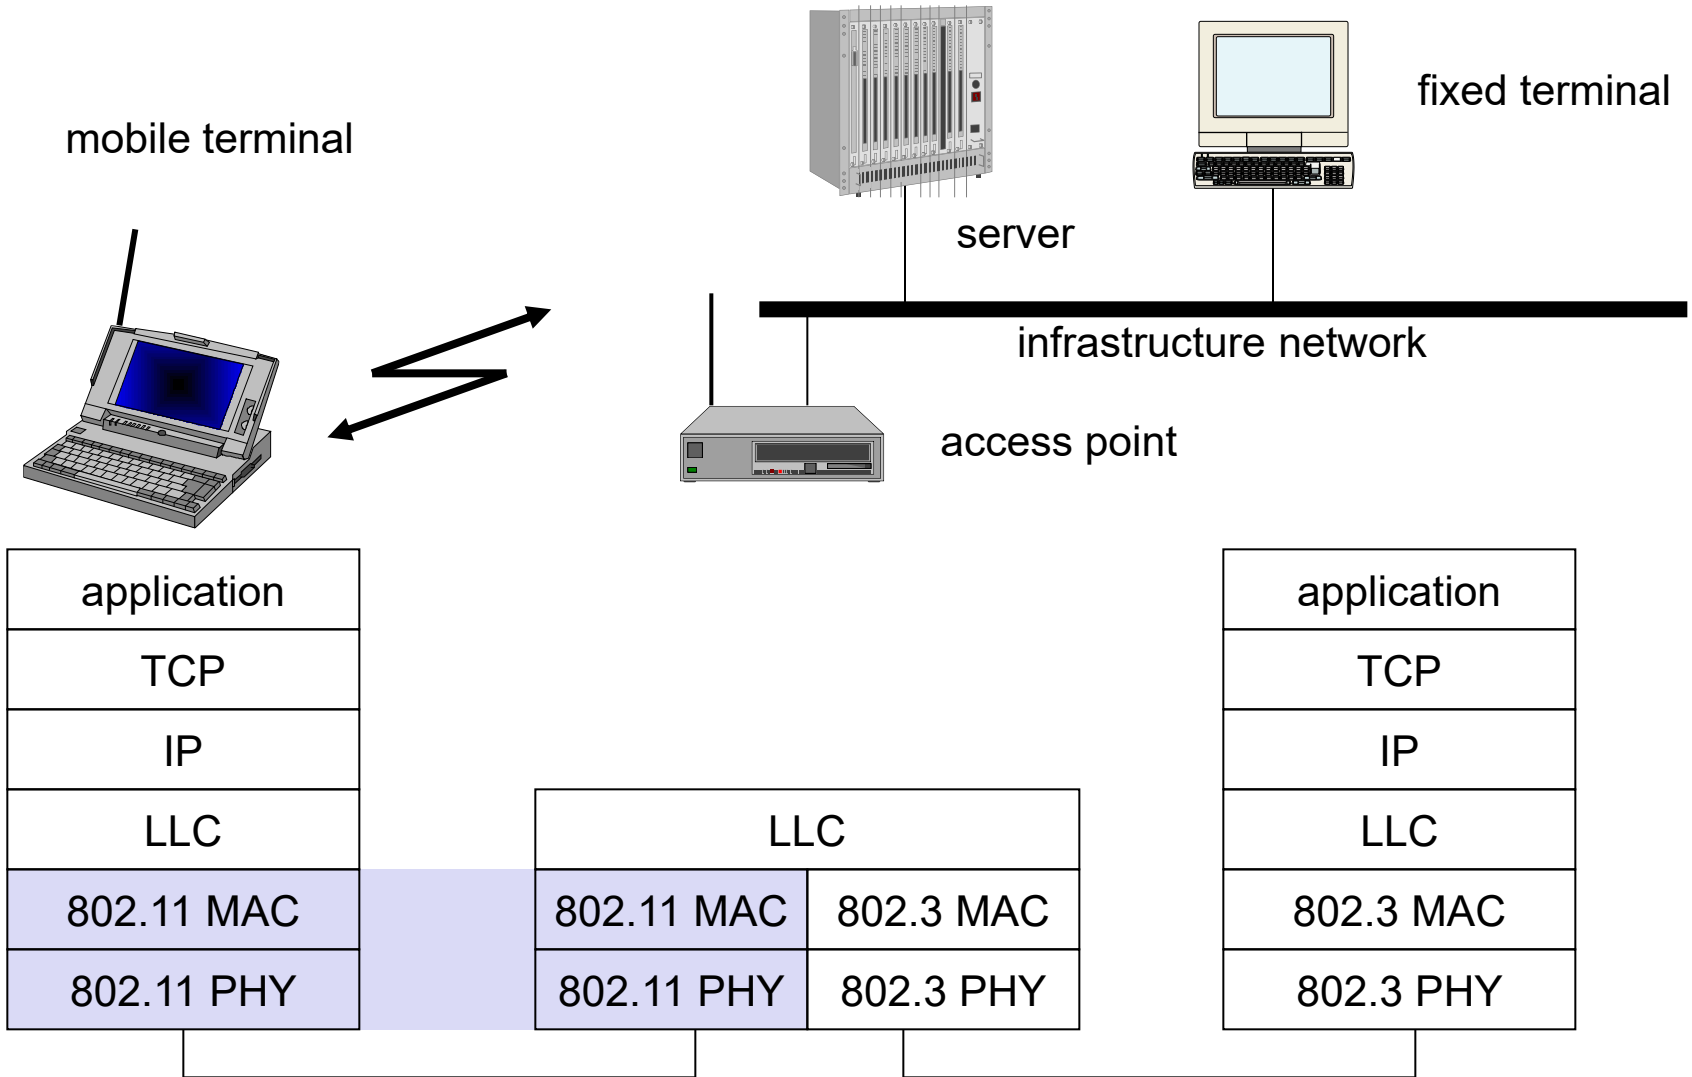 fixed terminal
mobile terminal
server
infrastructure network
access point
application
TCP
IP
LLC
802.11 MAC
802.11 PHY
LLC
802.11 MAC
802.3 MAC
802.11 PHY
802.3 PHY
application
TCP
IP
LLC
802.3 MAC
802.3 PHY